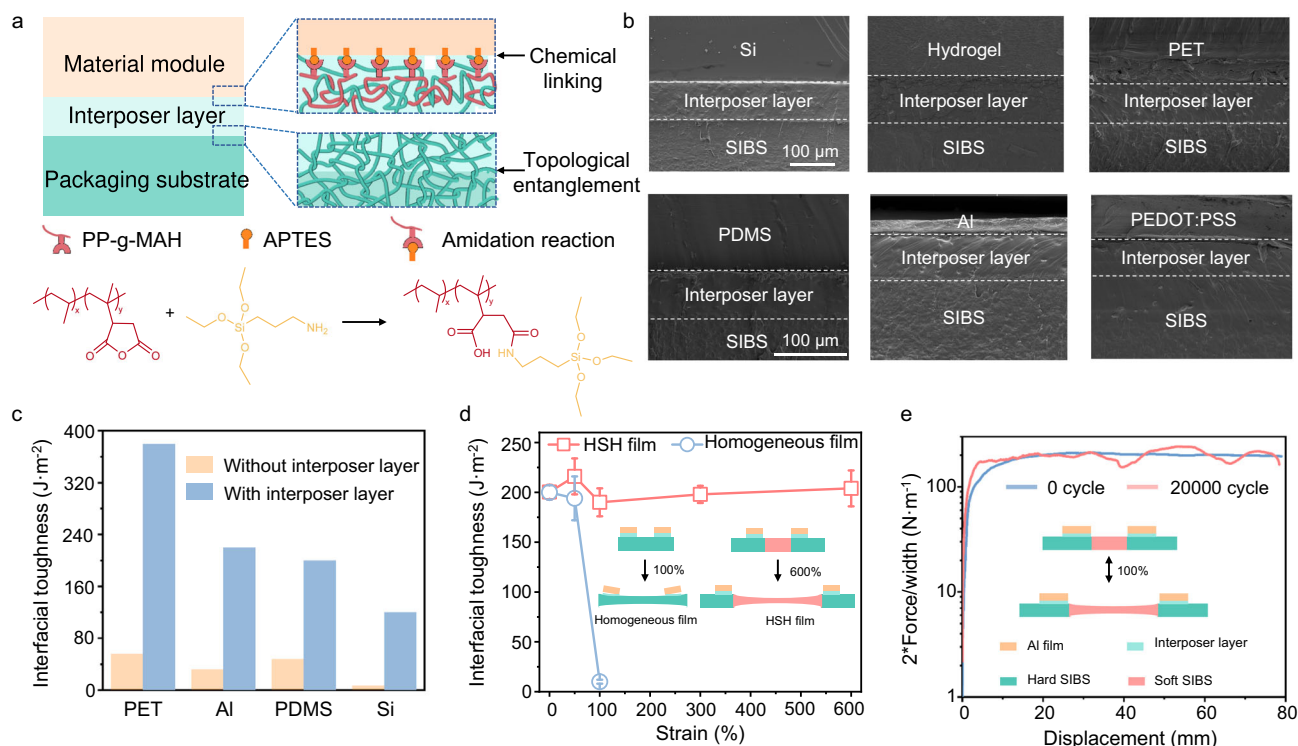 a
Material module
Interposer layer
Packaging substrate
Chemical
linking
Topological
entanglement
PP-g-MAH
APTES
Amidation reaction
x
y
O
O
O
+
O
O
Si
O
NH2
x
y
O
OH
O
HN
Si
O
O
O
b
Si
Interposer layer
SIBS
100 μm
Hydrogel
Interposer layer
SIBS
PET
Interposer layer
SIBS
PDMS
Interposer layer
SIBS
100 μm
Al
Interposer layer
SIBS
PEDOT:PSS
Interposer layer
SIBS
c
Interfacial toughness (J·m-2)
400
320
240
160
80
0
Without interposer layer
With interposer layer
PET
Al
PDMS
Si
d
Interfacial toughness (J·m-2)
250
200
150
100
50
0
HSH film
Homogeneous film
100%
600%
Homogeneous film
HSH film
0
100
200
300
400
500
600
Strain (%)
e
2*Force/width (N·m-1)
100
10
1
0 cycle
20000 cycle
100%
Al film
Interposer layer
Hard SIBS
Soft SIBS
0
20
40
60
80
Displacement (mm)